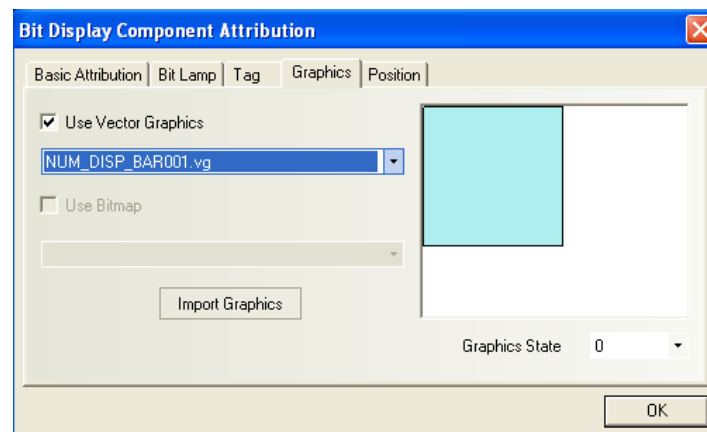 Bit Display Component Attribution
Basic Attribution Bit Lamp Tag Graphics Position
Use Vector Graphics
NUM_DISP_BAR001.vg
Use Bitmap
Import Graphics
Graphics State 0
OK